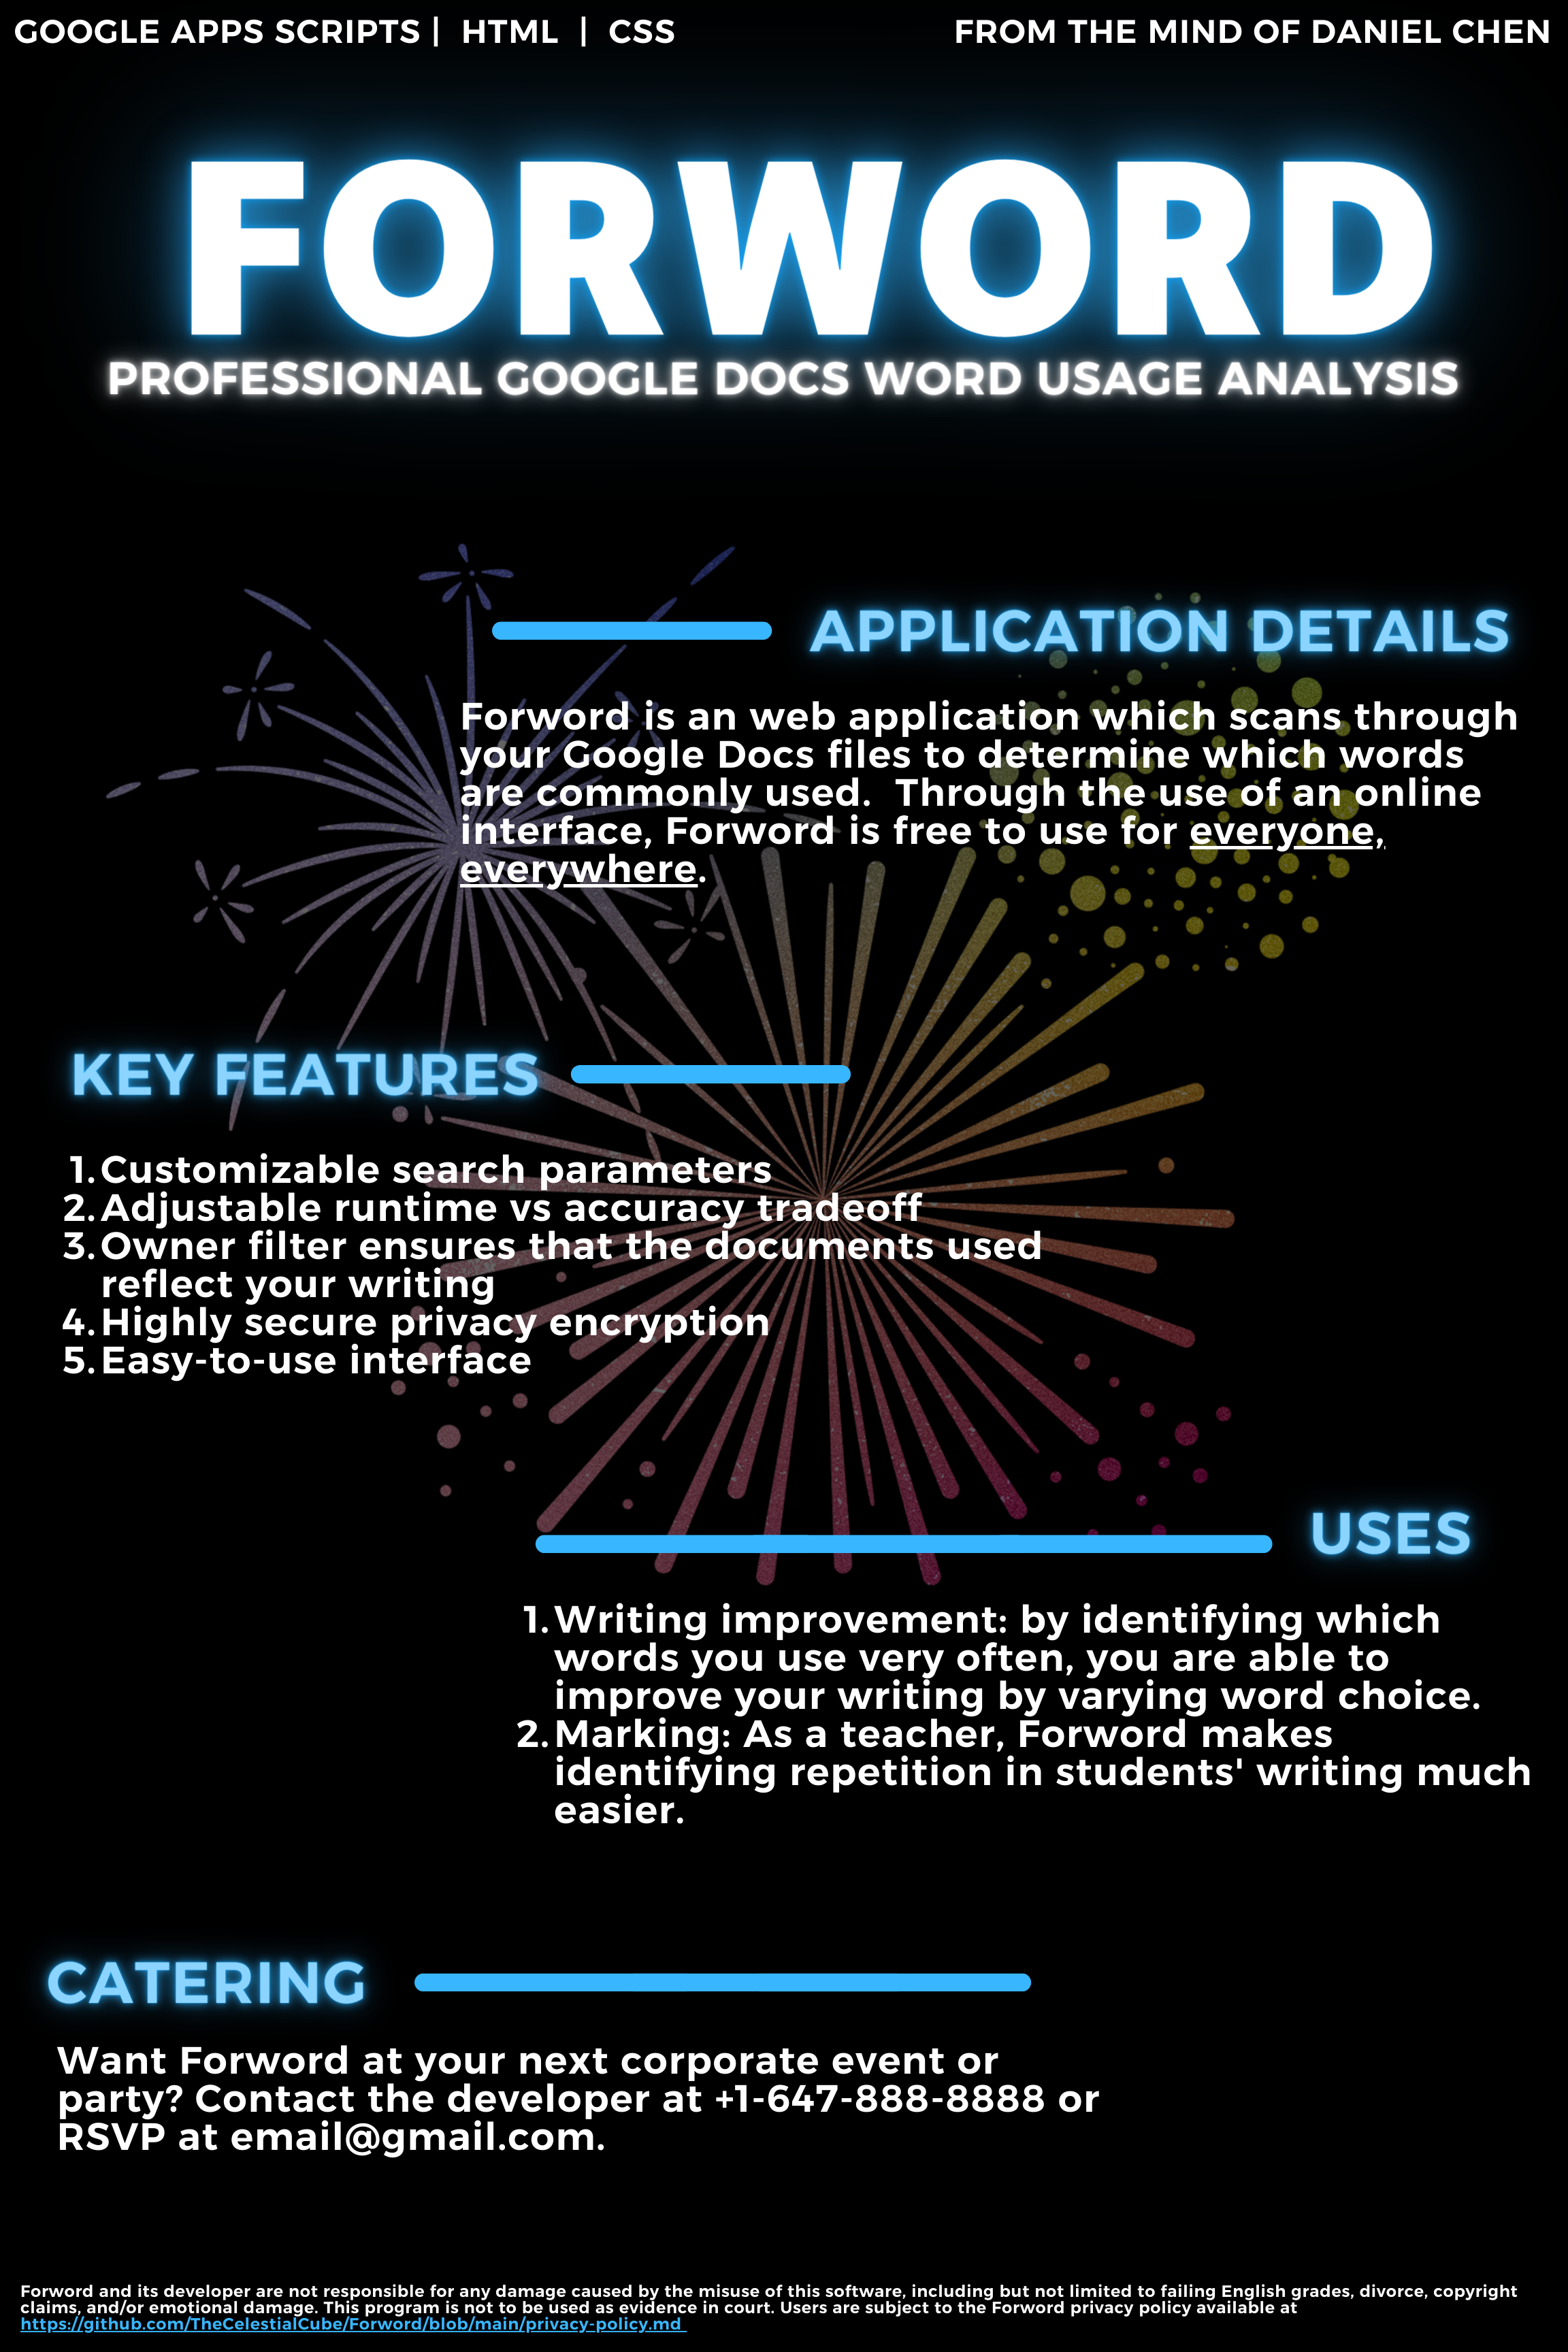 GOOGLE APPS SCRIPTS | HTML | CSS
FROM THE MIND OF DANIEL CHEN
FORWORD
PROFESSIONAL GOOGLE DOCS WORD USAGE ANALYSIS
APPLICATION DETAILS
Forword is an web application which scans through
your Google Docs files to determine which words
are commonly used.  Through the use of an online
interface, Forword is free to use for everyone,
everywhere.
KEY FEATURES
1. Customizable search parameters
2. Adjustable runtime vs accuracy tradeoff
3. Owner filter ensures that the documents used
reflect your writing
4. Highly secure privacy encryption
5. Easy-to-use interface
USES
1. Writing improvement: by identifying which
words you use very often, you are able to
improve your writing by varying word choice.
2. Marking: As a teacher, Forword makes
identifying repetition in students' writing much
easier.
CATERING
Want Forword at your next corporate event or
party? Contact the developer at +1-647-888-8888 or
RSVP at email@gmail.com.
Forword and its developer are not responsible for any damage caused by the misuse of this software, including but not limited to failing English grades, divorce, copyright
claims, and/or emotional damage. This program is not to be used as evidence in court. Users are subject to the Forword privacy policy available at
https://github.com/TheCelestialCube/Forword/blob/main/privacy-policy.md